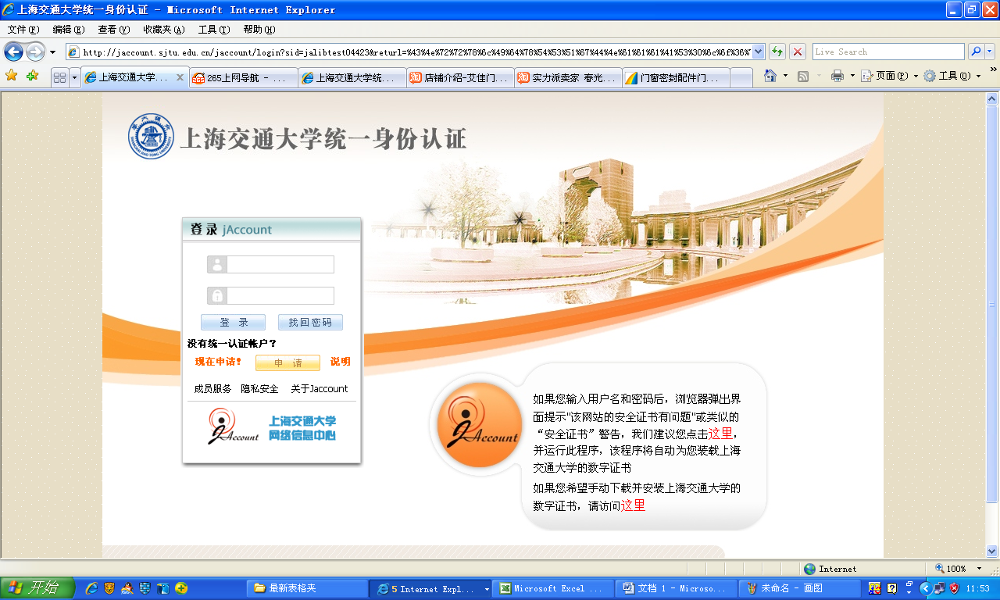 上海交通大学统一身份认证 - Microsoft Internet Explorer
文件(F) 编辑(E) 查看(V) 收藏夹(A) 工具(T) 帮助(H)
http://jaccount.sjtu.edu.cn/jaccount/login?sid=jalibtest04423&returl=%43%4e%72%72%78%6c%49%64%78%54%53%51%77%44%4e%61%61%61%41%53%30%6c%6f%36%
Live Search
上海交通大学... 265上网导航 - ... 上海交通大学统... 店铺介绍-艾佳门... 实力派卖家 春光... 门窗密封配件门... 页面(P) 工具(O)
上海交通大学统一身份认证
登录 jAccount
登 录 找回密码
没有统一认证帐户？
现在申请! 申 请 说明
成员服务 隐私安全 关于Jaccount
jAccount 上海交通大学
网络信息中心
jAccount
如果您输入用户名和密码后，浏览器弹出界
面提示"该网站的安全证书有问题"或类似的
“安全证书”警告，我们建议您点击这里，
并运行此程序，该程序将自动为您装载上海
交通大学的数字证书
如果您希望手动下载并安装上海交通大学的
数字证书，请访问这里
Internet 100%
开始 最新表格夹 5 Internet Expl... Microsoft Excel ... 文档 1 - Microso... 未命名 - 画图 11:53